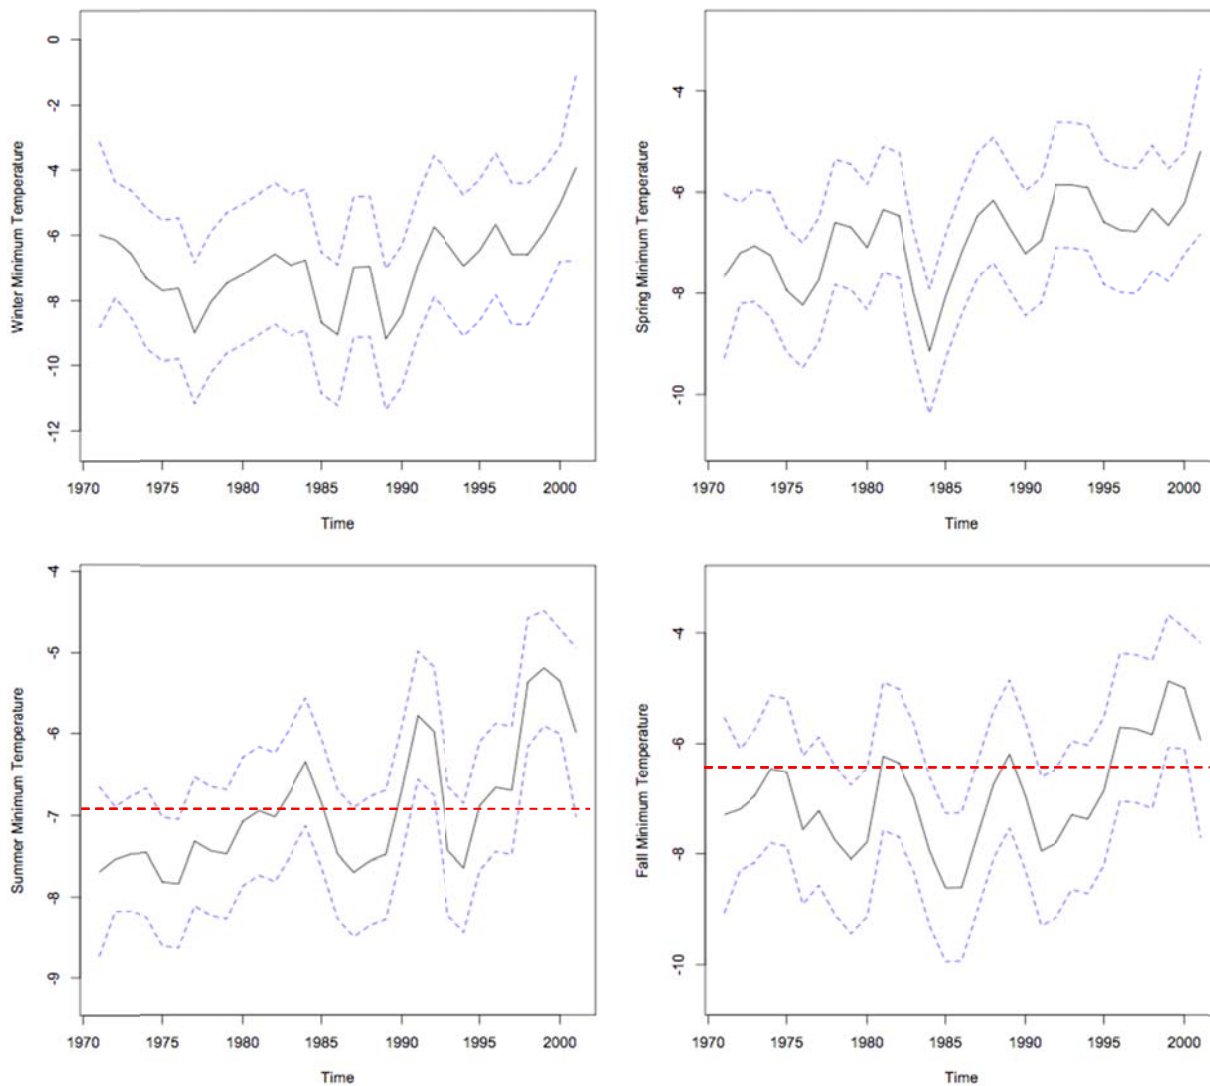 Winter Minimum Temperature
0
-2
-4
-6
-8
-10
-12
1970 1975 1980 1985 1990 1995 2000
Time
Spring Minimum Temperature
-4
-6
-8
-10
1970 1975 1980 1985 1990 1995 2000
Time
Summer Minimum Temperature
-4
-5
-6
-7
-8
-9
1970 1975 1980 1985 1990 1995 2000
Time
Fall Minimum Temperature
-4
-6
-8
-10
1970 1975 1980 1985 1990 1995 2000
Time